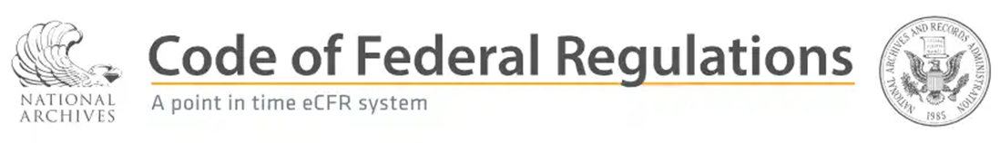 NATIONAL
ARCHIVES
Code of Federal Regulations
A point in time eCFR system
NATIONAL ARCHIVES AND RECORDS ADMINISTRATION
1985